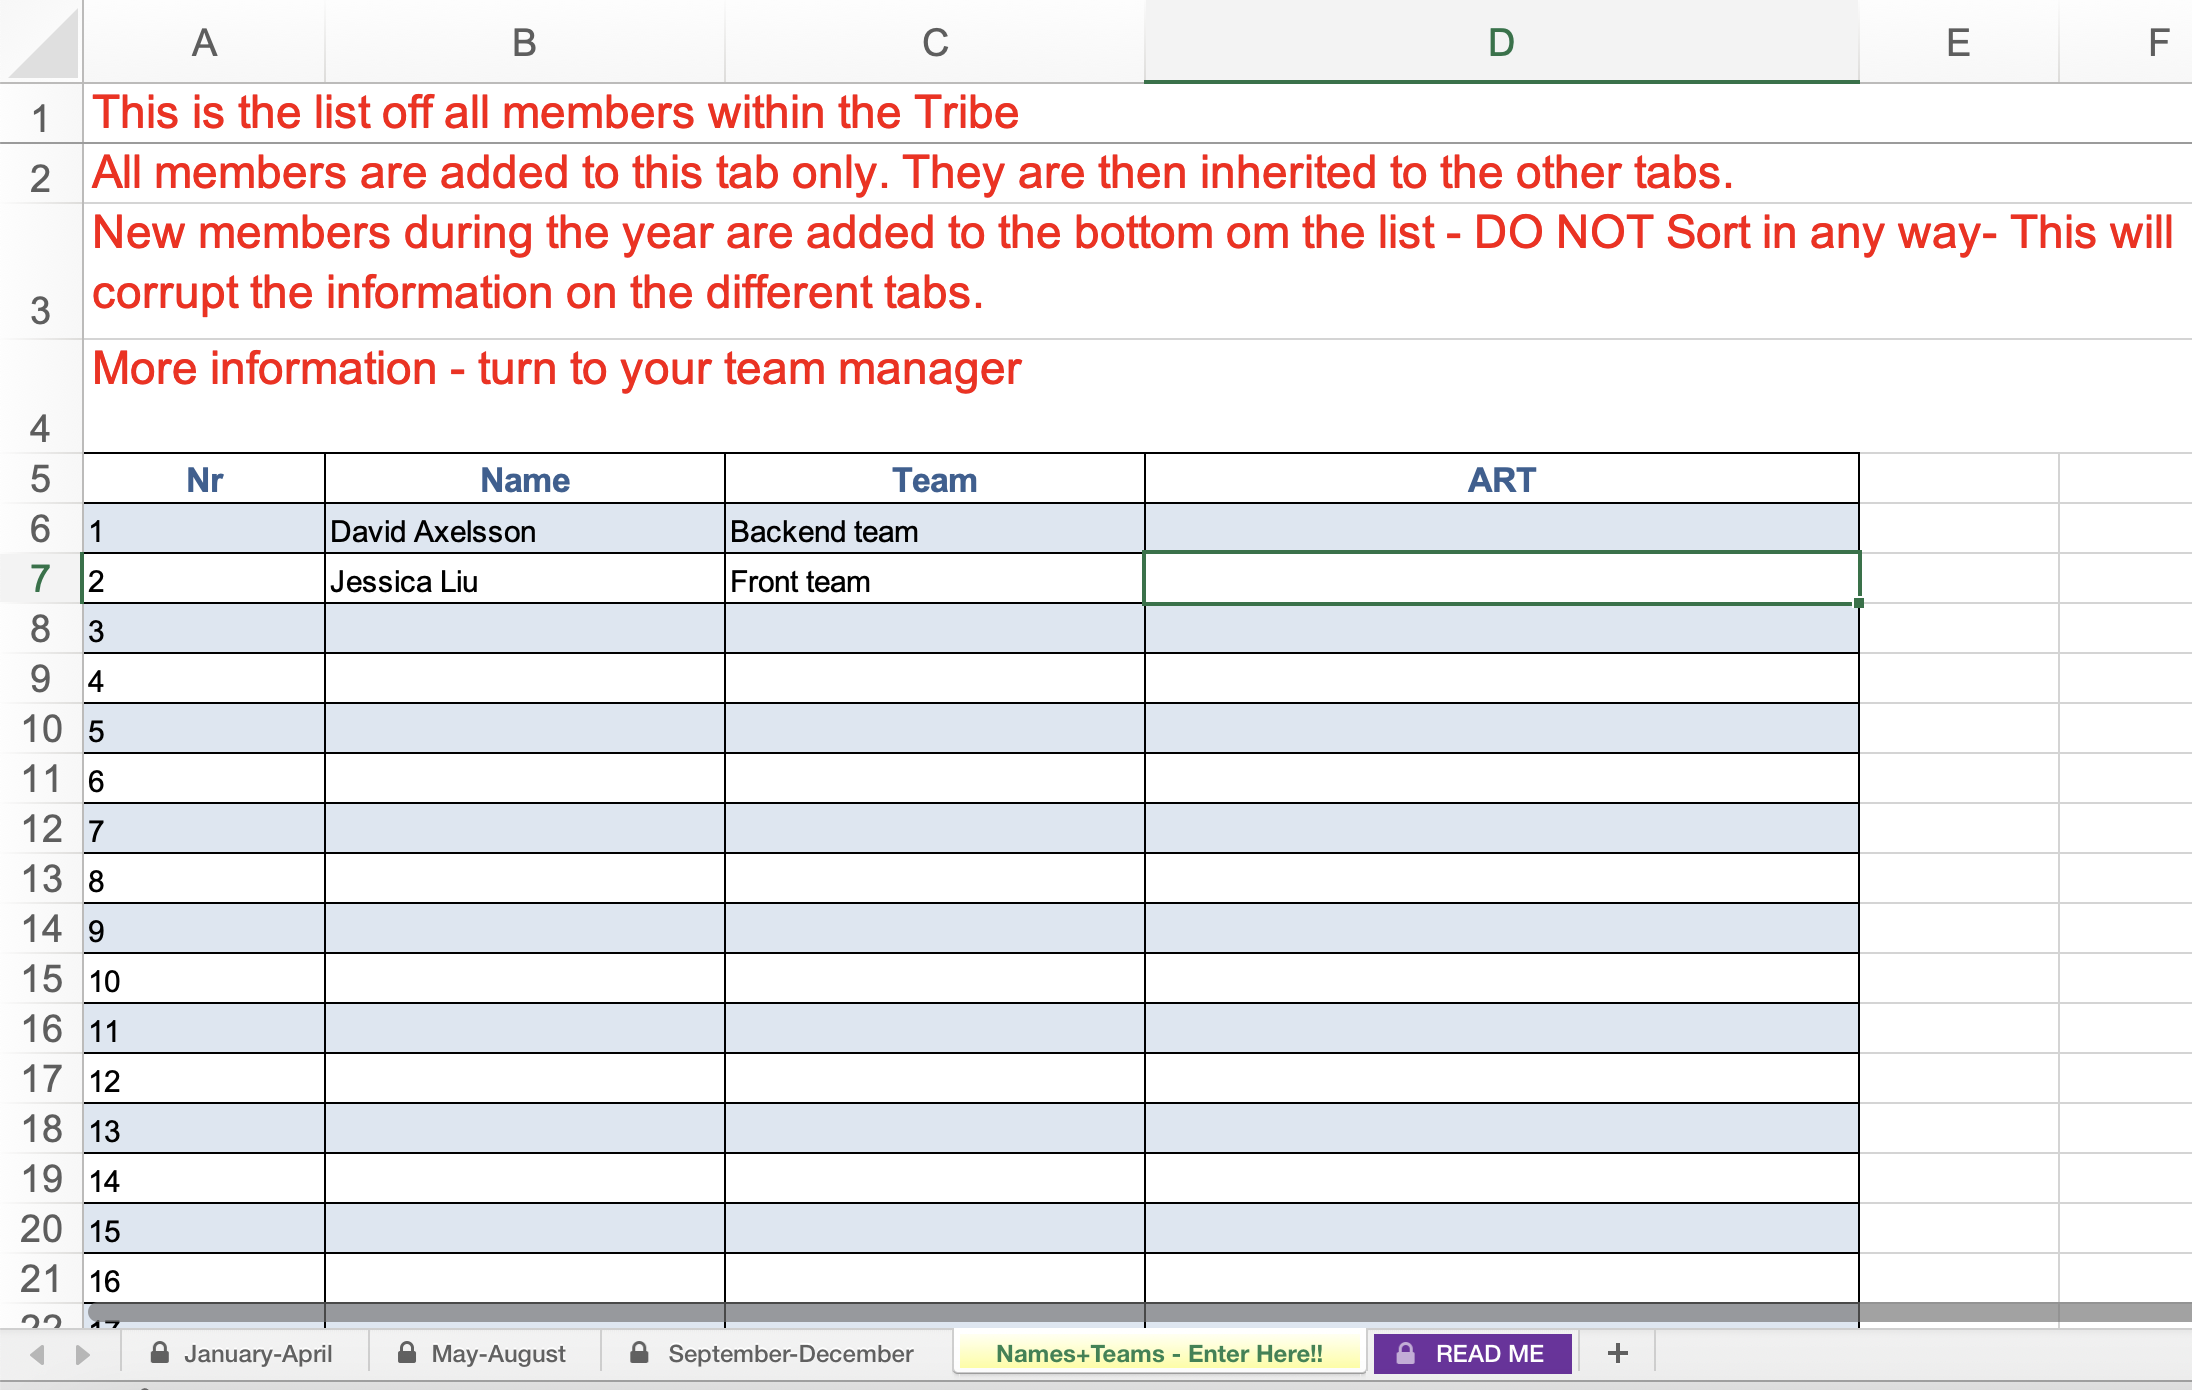 A B C D E F
1 This is the list off all members within the Tribe
2 All members are added to this tab only. They are then inherited to the other tabs.
New members during the year are added to the bottom om the list - DO NOT Sort in any way- This will
3 corrupt the information on the different tabs.
More information - turn to your team manager
4
5 Nr Name Team ART
6 1 David Axelsson Backend team
7 2 Jessica Liu Front team
8 3
9 4
10 5
11 6
12 7
13 8
14 9
15 10
16 11
17 12
18 13
19 14
20 15
21 16
22 17
January-April May-August September-December Names+Teams - Enter Here!! READ ME +